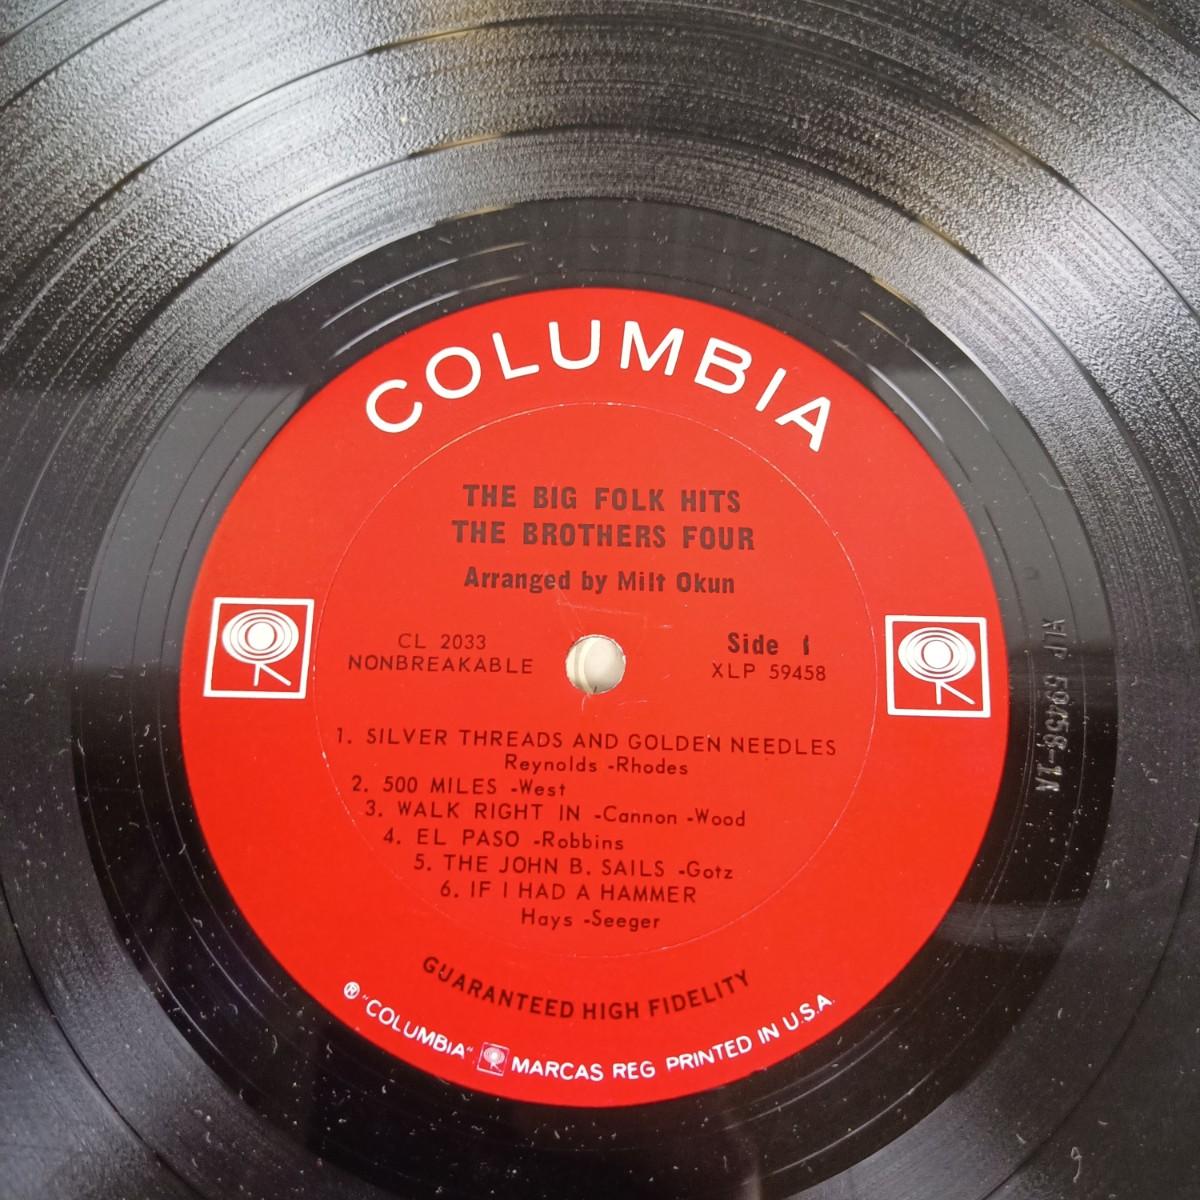 COLUMBIA
THE BIG FOLK HITS
THE BROTHERS FOUR
Arranged by Milt Okun
CL 2033
NONBREAKABLE
Side 1
XLP 59458
1. SILVER THREADS AND GOLDEN NEEDLES
Reynolds -Rhodes
2. 500 MILES -West
3. WALK RIGHT IN -Cannon -Wood
4. EL PASO -Robbins
5. THE JOHN B. SAILS -Gotz
6. IF I HAD A HAMMER
Hays -Seeger
GUARANTEED HIGH FIDELITY
® "COLUMBIA" MARCAS REG PRINTED IN U.S.A.
XLP 59458-1A